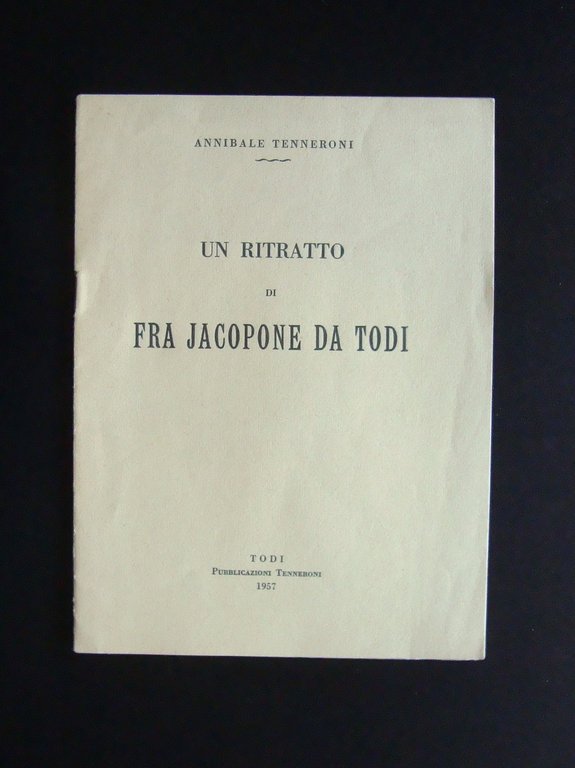 ANNIBALE TENNERONI
UN RITRATTO
DI
FRA JACOPONE DA TODI
TODI
PUBBLICAZIONI TENNERONI
1957